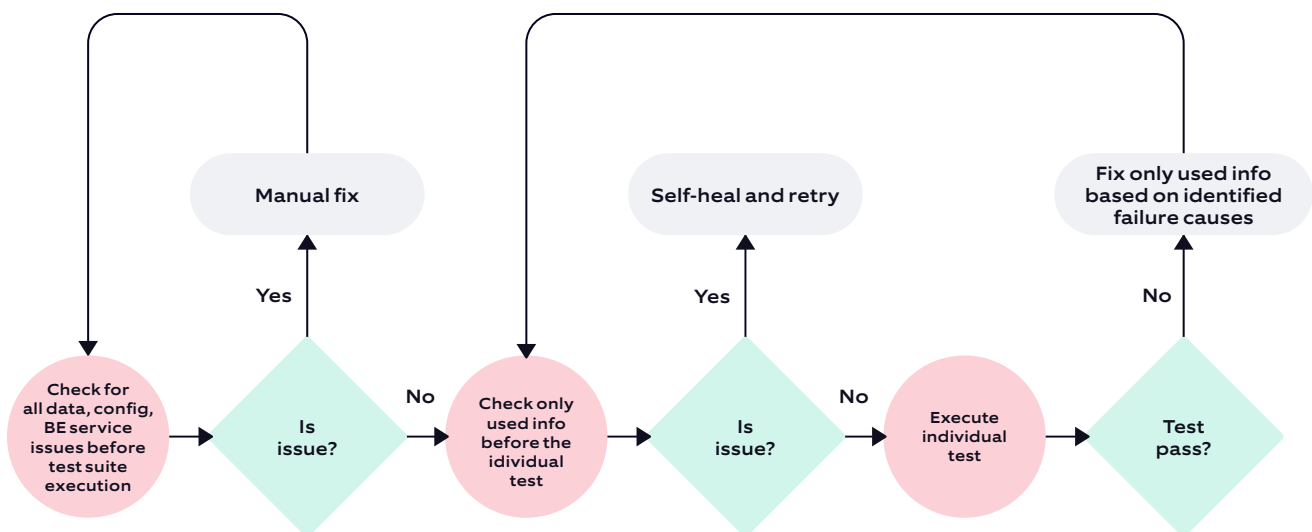 Manual fix
Self-heal and retry
Fix only used info
based on identified
failure causes
Yes
Yes
No
Check for
all data, config,
BE service
issues before
test suite
execution
Is
issue?
No
Check only
used info
before the
idividual
test
Is
issue?
No
Execute
individual
test
Test
pass?